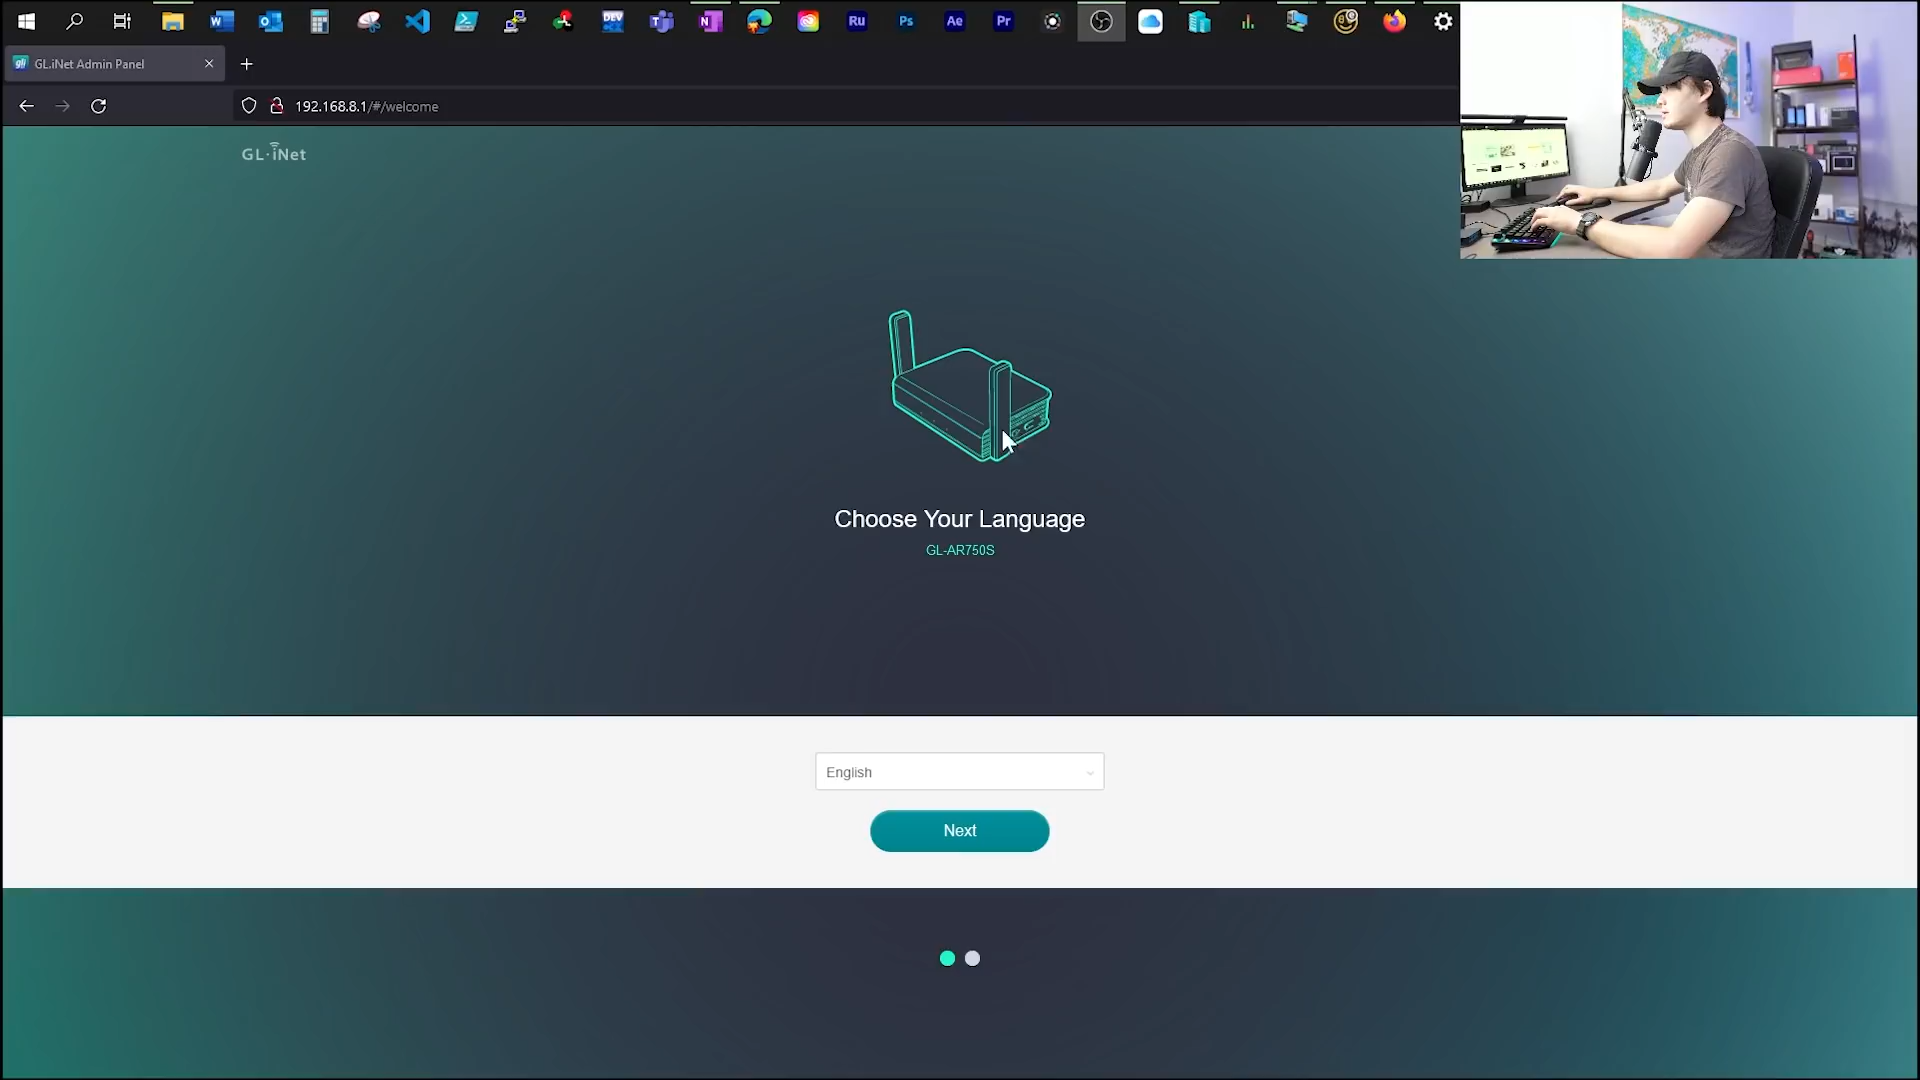 GL.iNet Admin Panel
192.168.8.1/#/welcome
GL·iNet
Choose Your Language
GL-AR750S
English
Next